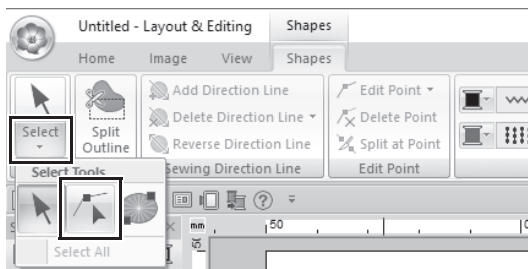 Untitled - Layout & Editing Shapes
Home Image View Shapes
Add Direction Line
Delete Direction Line
Reverse Direction Line
Edit Point
Delete Point
Split at Point
Select
Split
Outline
Sewing Direction Line
Edit Point
Select Tools
Select All
mm
50